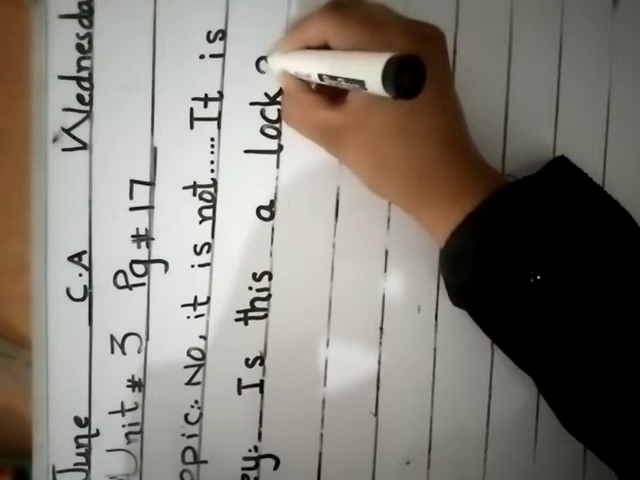 June C.A Wednesda
Unit # 3 Pg # 17
opic:- No, it is not...... It is
ey:- Is this a lock?